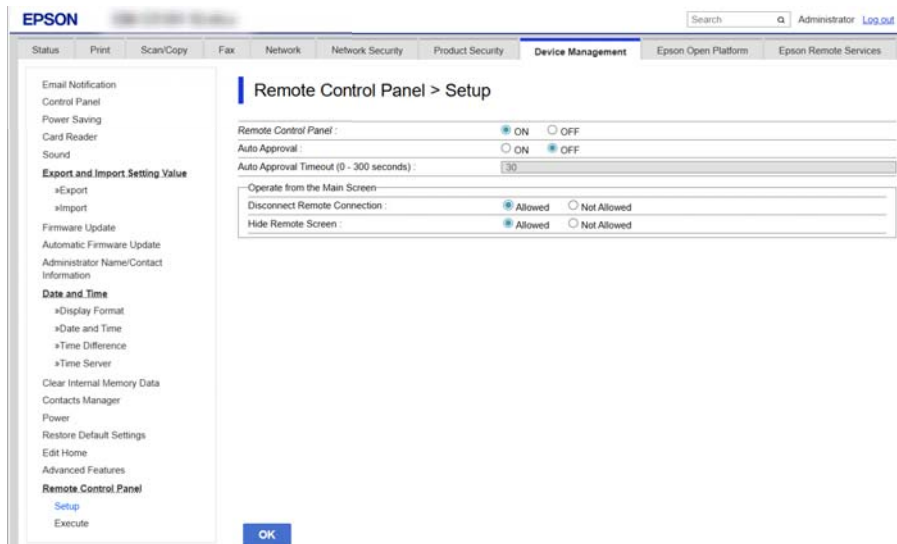 EPSON
Search
Administrator Log out
Status Print Scan/Copy Fax Network Network Security Product Security Device Management Epson Open Platform Epson Remote Services
Email Notification
Control Panel
Power Saving
Card Reader
Sound
Export and Import Setting Value
»Export
»Import
Firmware Update
Automatic Firmware Update
Administrator Name/Contact
Information
Date and Time
»Display Format
»Date and Time
»Time Difference
»Time Server
Clear Internal Memory Data
Contacts Manager
Power
Restore Default Settings
Edit Home
Advanced Features
Remote Control Panel
Setup
Execute
Remote Control Panel > Setup
Remote Control Panel : ON OFF
Auto Approval : ON OFF
Auto Approval Timeout (0 - 300 seconds) : 30
Operate from the Main Screen
Disconnect Remote Connection : Allowed Not Allowed
Hide Remote Screen : Allowed Not Allowed
OK